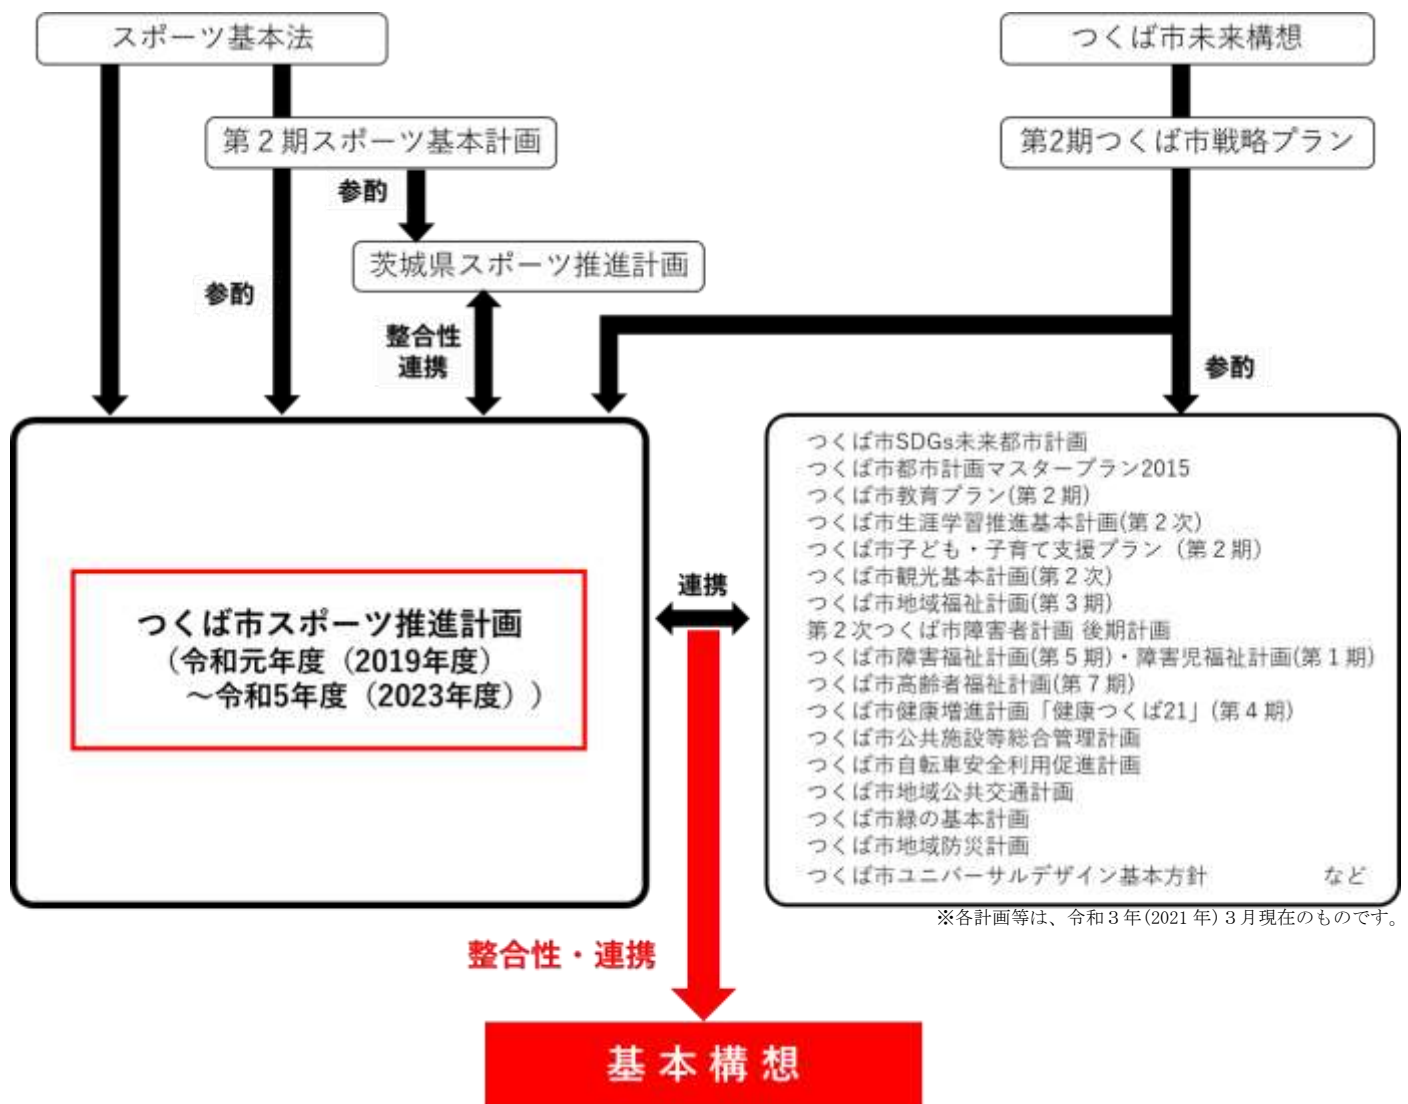 スポーツ基本法
つくば市未来構想
第２期スポーツ基本計画
第2期つくば市戦略プラン
参酌
茨城県スポーツ推進計画
参酌
整合性
連携
参酌
つくば市スポーツ推進計画
（令和元年度（2019年度）
～令和5年度（2023年度））
連携
つくば市SDGs未来都市計画
つくば市都市計画マスタープラン2015
つくば市教育プラン(第２期)
つくば市生涯学習推進基本計画(第２次)
つくば市子ども・子育て支援プラン（第２期）
つくば市観光基本計画(第２次)
つくば市地域福祉計画(第３期)
第２次つくば市障害者計画 後期計画
つくば市障害福祉計画(第５期)・障害児福祉計画(第１期)
つくば市高齢者福祉計画(第７期)
つくば市健康増進計画「健康つくば21」(第４期)
つくば市公共施設等総合管理計画
つくば市自転車安全利用促進計画
つくば市地域公共交通計画
つくば市緑の基本計画
つくば市地域防災計画
つくば市ユニバーサルデザイン基本方針　など
※各計画等は、令和３年(2021年)３月現在のものです。
整合性・連携
基本構想